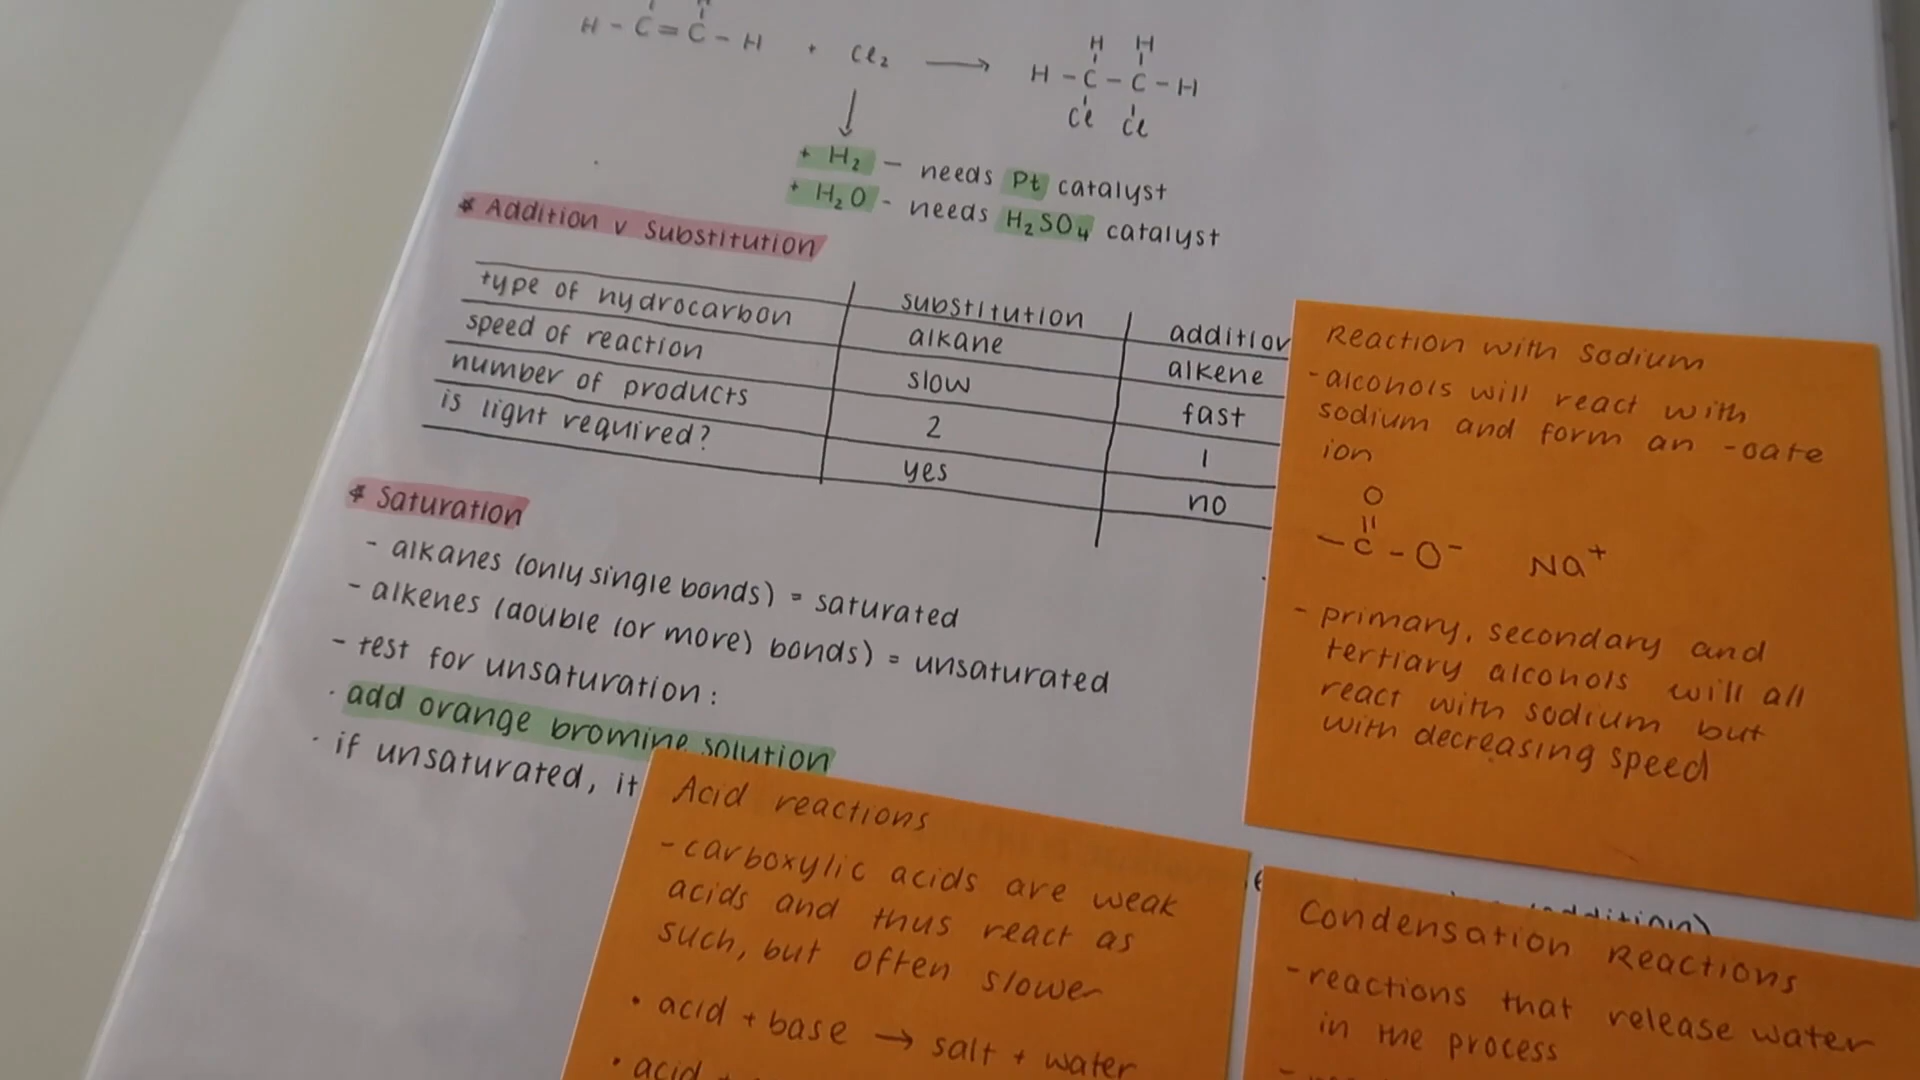 H - C = C - H + Cl₂ → H - C - C - H
H H
Cl Cl
+ H₂ - needs Pt catalyst
+ H₂O - needs H₂SO₄ catalyst
* Addition v substitution
substitution addition
type of hydrocarbon alkane alkene
speed of reaction slow fast
number of products 2 1
is light required? yes no
* Saturation
- alkanes (only single bonds) = saturated
- alkenes (double (or more) bonds) = unsaturated
- test for unsaturation:
· add orange bromine solution
· if unsaturated, it
Reaction with sodium
- alcohols will react with
sodium and form an -oate
ion
O
- C - O⁻ Na⁺
- primary, secondary and
tertiary alcohols will all
react with sodium but
with decreasing speed
Acid reactions
- carboxylic acids are weak
acids and thus react as
such, but often slower
• acid + base → salt + water
• acid +
(addition)
Condensation Reactions
- reactions that release water
in the process